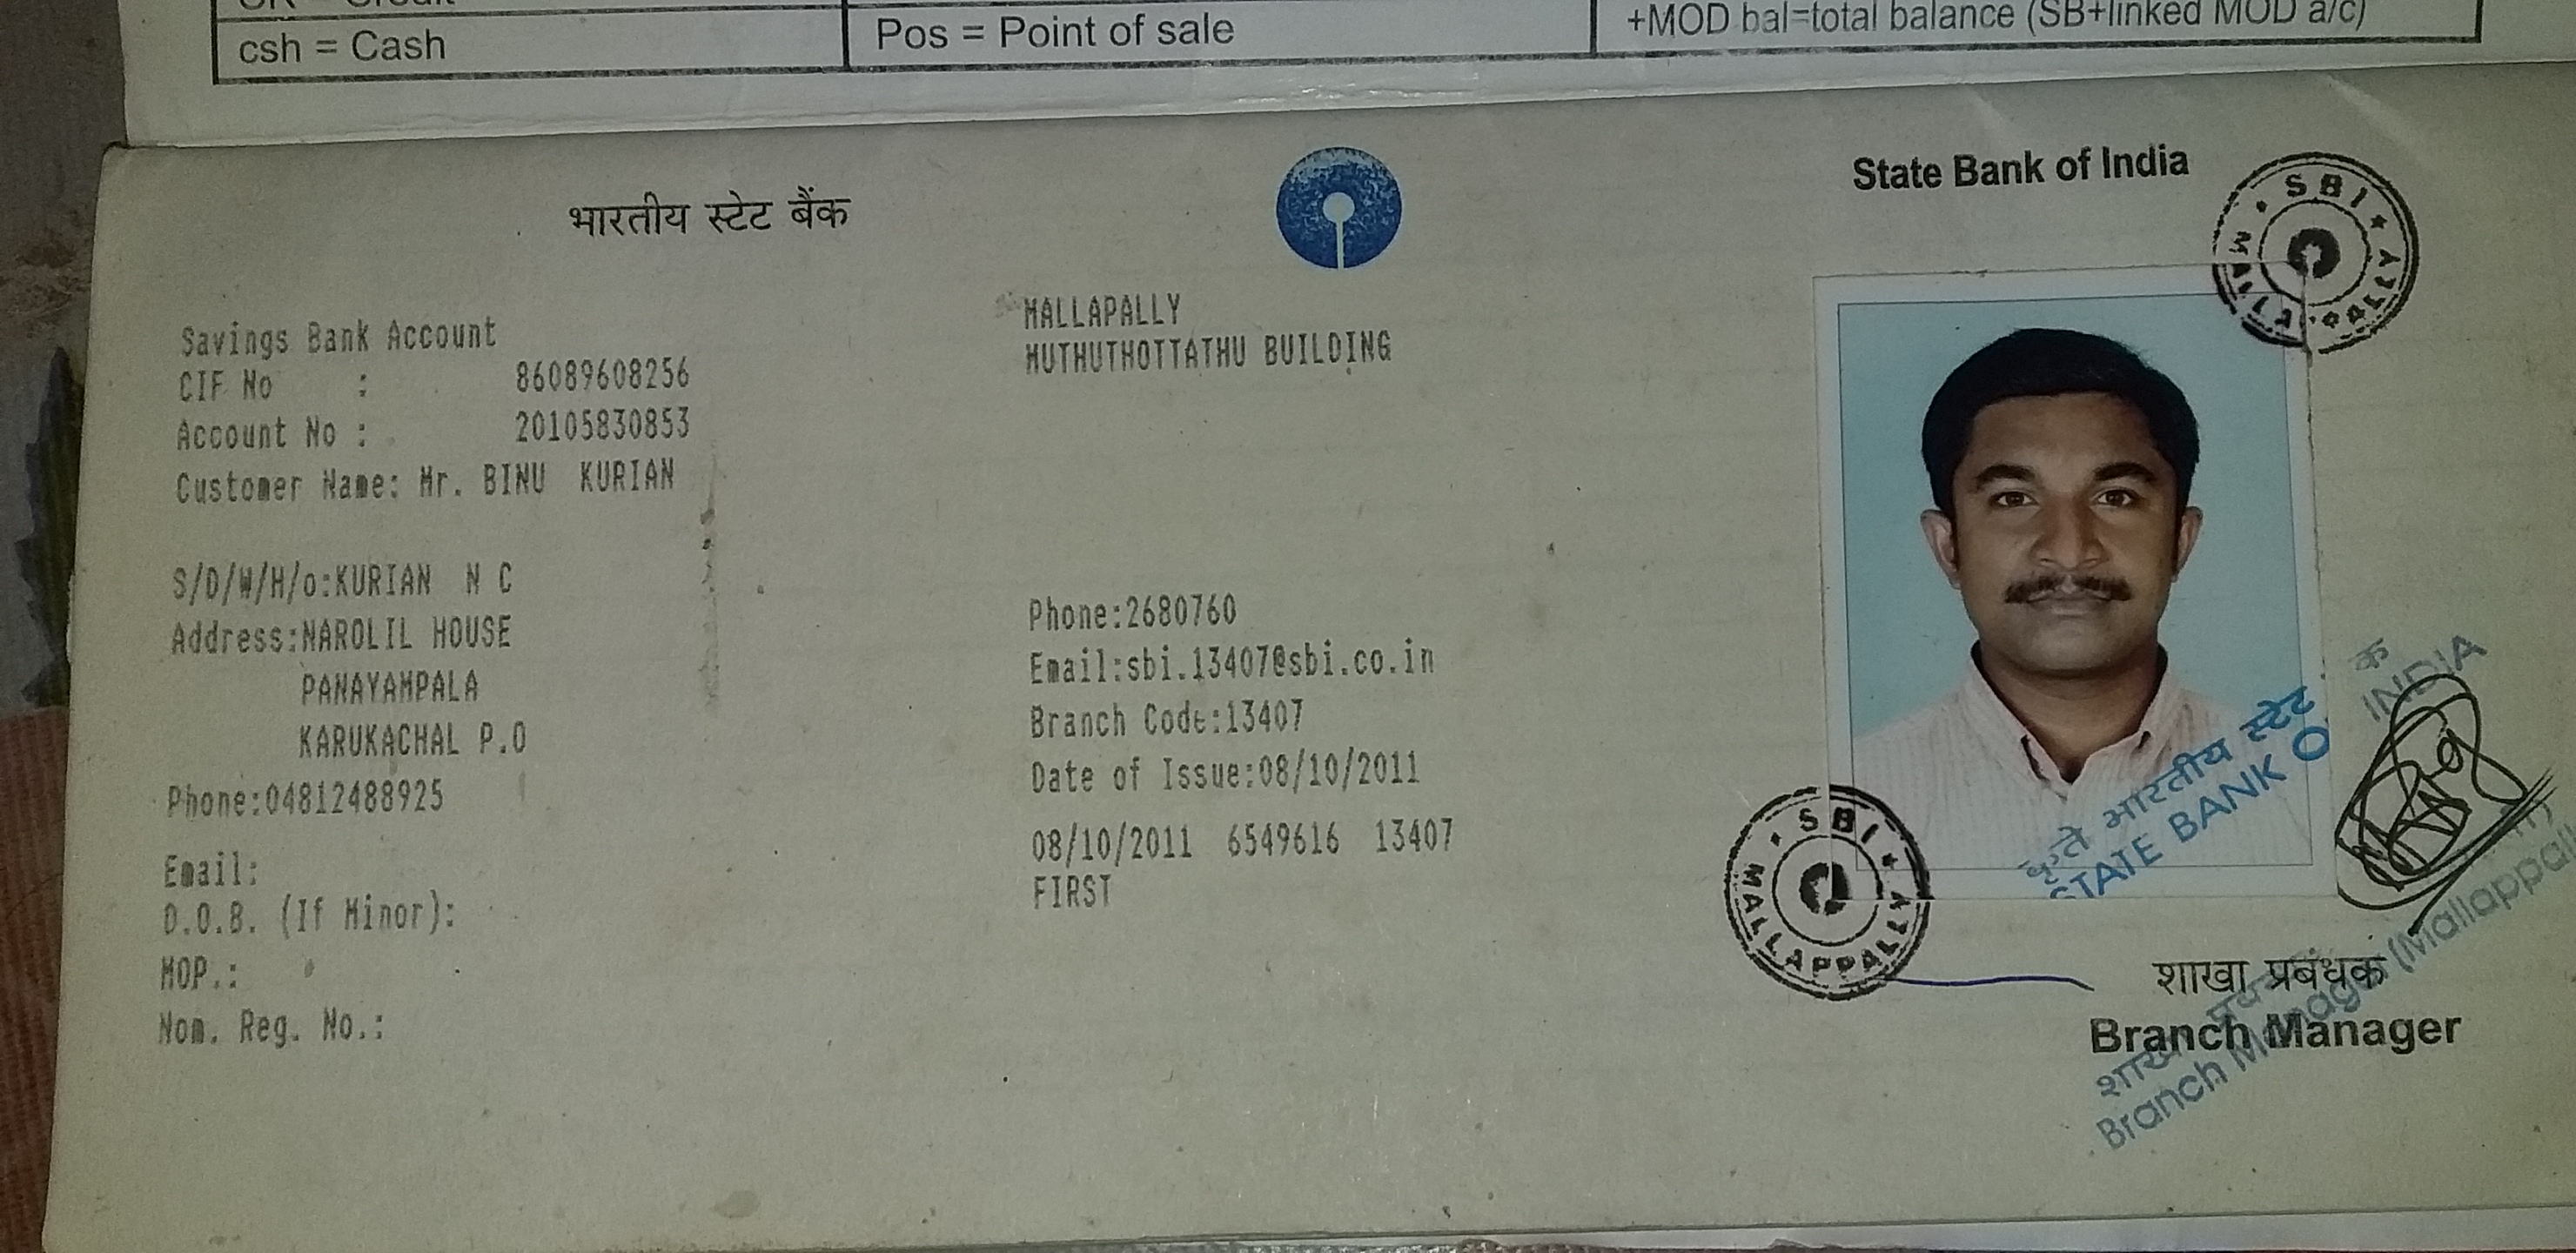 csh = Cash
Pos = Point of sale
+MOD bal=total balance (SB+linked MOD a/c)
भारतीय स्टेट बैंक
State Bank of India
Savings Bank Account
CIF No : 86089608256
Account No : 20105830853
Customer Name: Mr. BINU KURIAN
S/D/W/H/o:KURIAN N C
Address:NAROLIL HOUSE
PANAYAMPALA
KARUKACHAL P.O
Phone:04812488925
Email:
D.O.B. (If Minor):
MOP.:
Nom. Reg. No.:
MALLAPALLY
MUTHUTHOTTATHU BUILDING
Phone:2680760
Email:sbi.13407@sbi.co.in
Branch Code:13407
Date of Issue:08/10/2011
08/10/2011 6549616 13407
FIRST
SBI
MALLAPPALLY
SBI
MALLAPPALLY
कृते भारतीय स्टेट
STATE BANK OF INDIA
शाखा प्रबंधक
Branch Manager
Branch Manager (Mallappally)